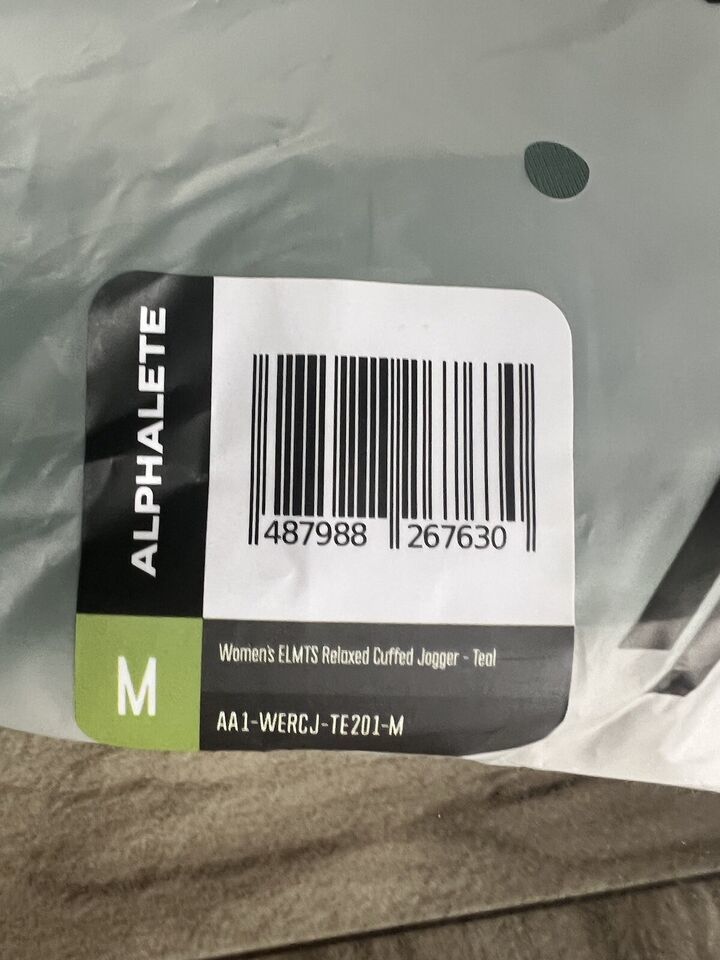 ALPHALETE
487988 267630
M
Women's ELMTS Relaxed Cuffed Jogger - Teal
AA1-WERCJ-TE201-M